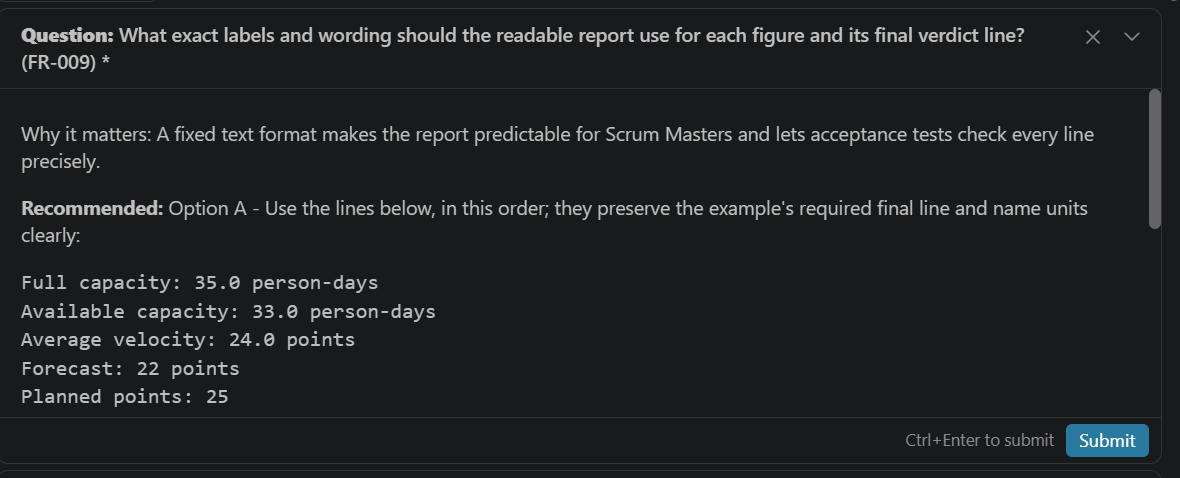 Question: What exact labels and wording should the readable report use for each figure and its final verdict line?
(FR-009) *
Why it matters: A fixed text format makes the report predictable for Scrum Masters and lets acceptance tests check every line
precisely.
Recommended: Option A - Use the lines below, in this order; they preserve the example's required final line and name units
clearly:
Full capacity: 35.0 person-days
Available capacity: 33.0 person-days
Average velocity: 24.0 points
Forecast: 22 points
Planned points: 25
Ctrl+Enter to submit Submit